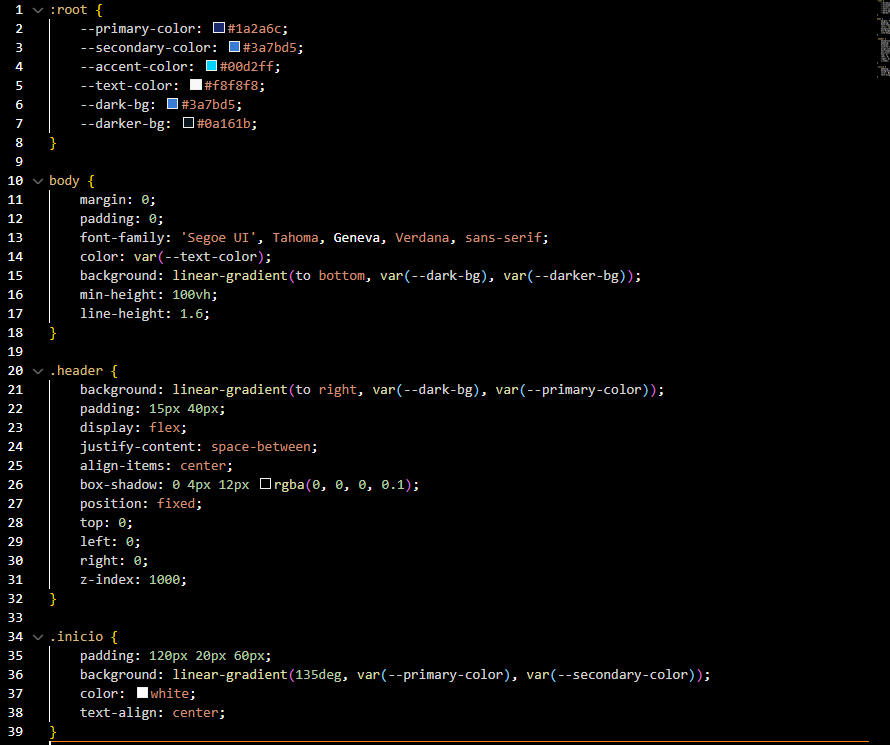 1 :root {
2 --primary-color: #1a2a6c;
3 --secondary-color: #3a7bd5;
4 --accent-color: #00d2ff;
5 --text-color: #f8f8f8;
6 --dark-bg: #3a7bd5;
7 --darker-bg: #0a161b;
8 }
9
10 body {
11 margin: 0;
12 padding: 0;
13 font-family: 'Segoe UI', Tahoma, Geneva, Verdana, sans-serif;
14 color: var(--text-color);
15 background: linear-gradient(to bottom, var(--dark-bg), var(--darker-bg));
16 min-height: 100vh;
17 line-height: 1.6;
18 }
19
20 .header {
21 background: linear-gradient(to right, var(--dark-bg), var(--primary-color));
22 padding: 15px 40px;
23 display: flex;
24 justify-content: space-between;
25 align-items: center;
26 box-shadow: 0 4px 12px rgba(0, 0, 0, 0.1);
27 position: fixed;
28 top: 0;
29 left: 0;
30 right: 0;
31 z-index: 1000;
32 }
33
34 .inicio {
35 padding: 120px 20px 60px;
36 background: linear-gradient(135deg, var(--primary-color), var(--secondary-color));
37 color: white;
38 text-align: center;
39 }